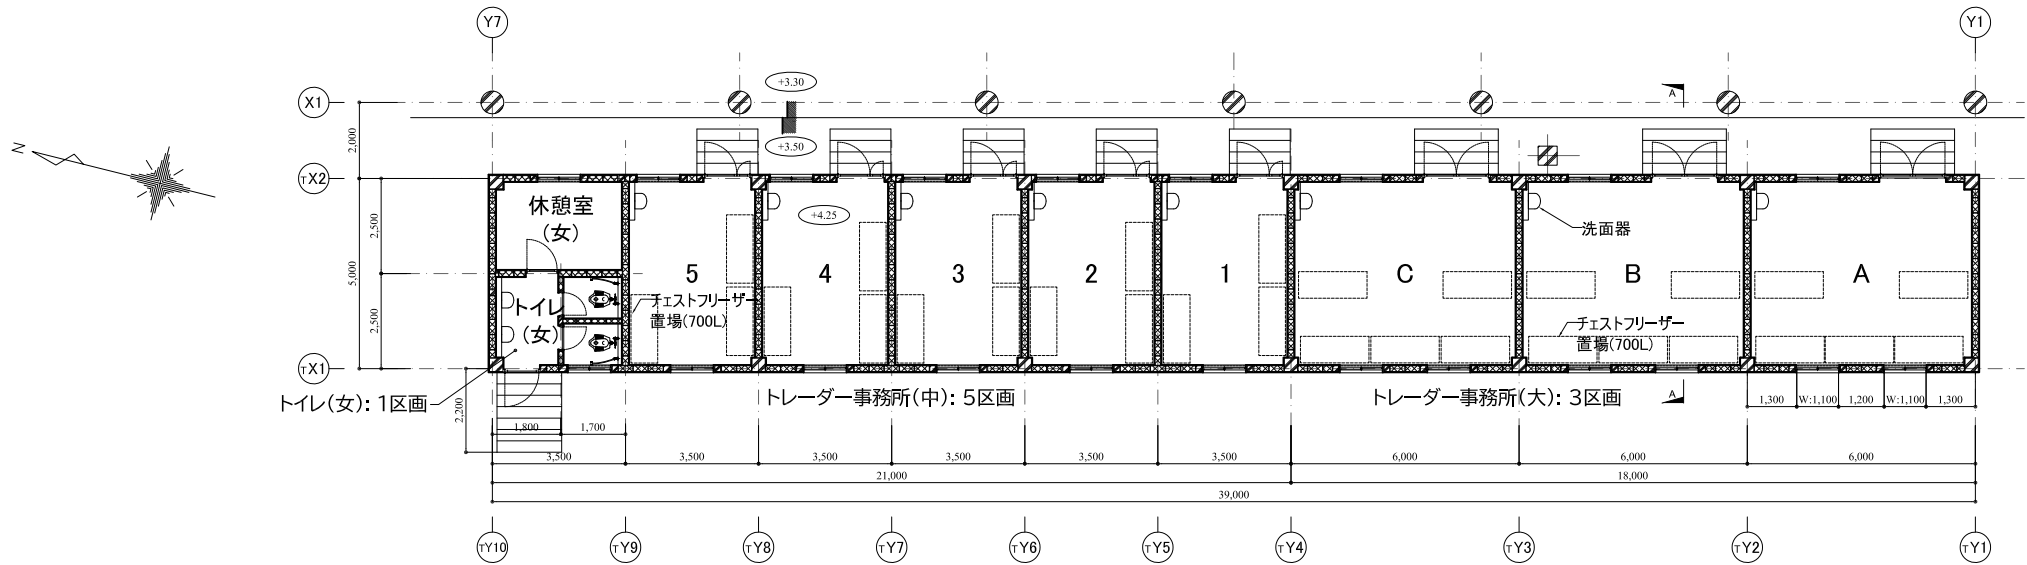 Y7
Y1
X1
+3.30
A
N
2,000
+3.50
TX2
休憩室
(女)
+4.25
洗面器
2,500
5,000
2,500
5
4
3
2
1
C
B
A
トイレ
(女)
チェストフリーザー
置場(700L)
チェストフリーザー
置場(700L)
TX1
トイレ(女): 1区画
トレーダー事務所(中): 5区画
トレーダー事務所(大): 3区画
A
2,200
1,300
W:1,100
1,200
W:1,100
1,300
1,800
1,700
3,500
3,500
3,500
3,500
3,500
3,500
6,000
6,000
6,000
21,000
18,000
39,000
TY10
TY9
TY8
TY7
TY6
TY5
TY4
TY3
TY2
TY1